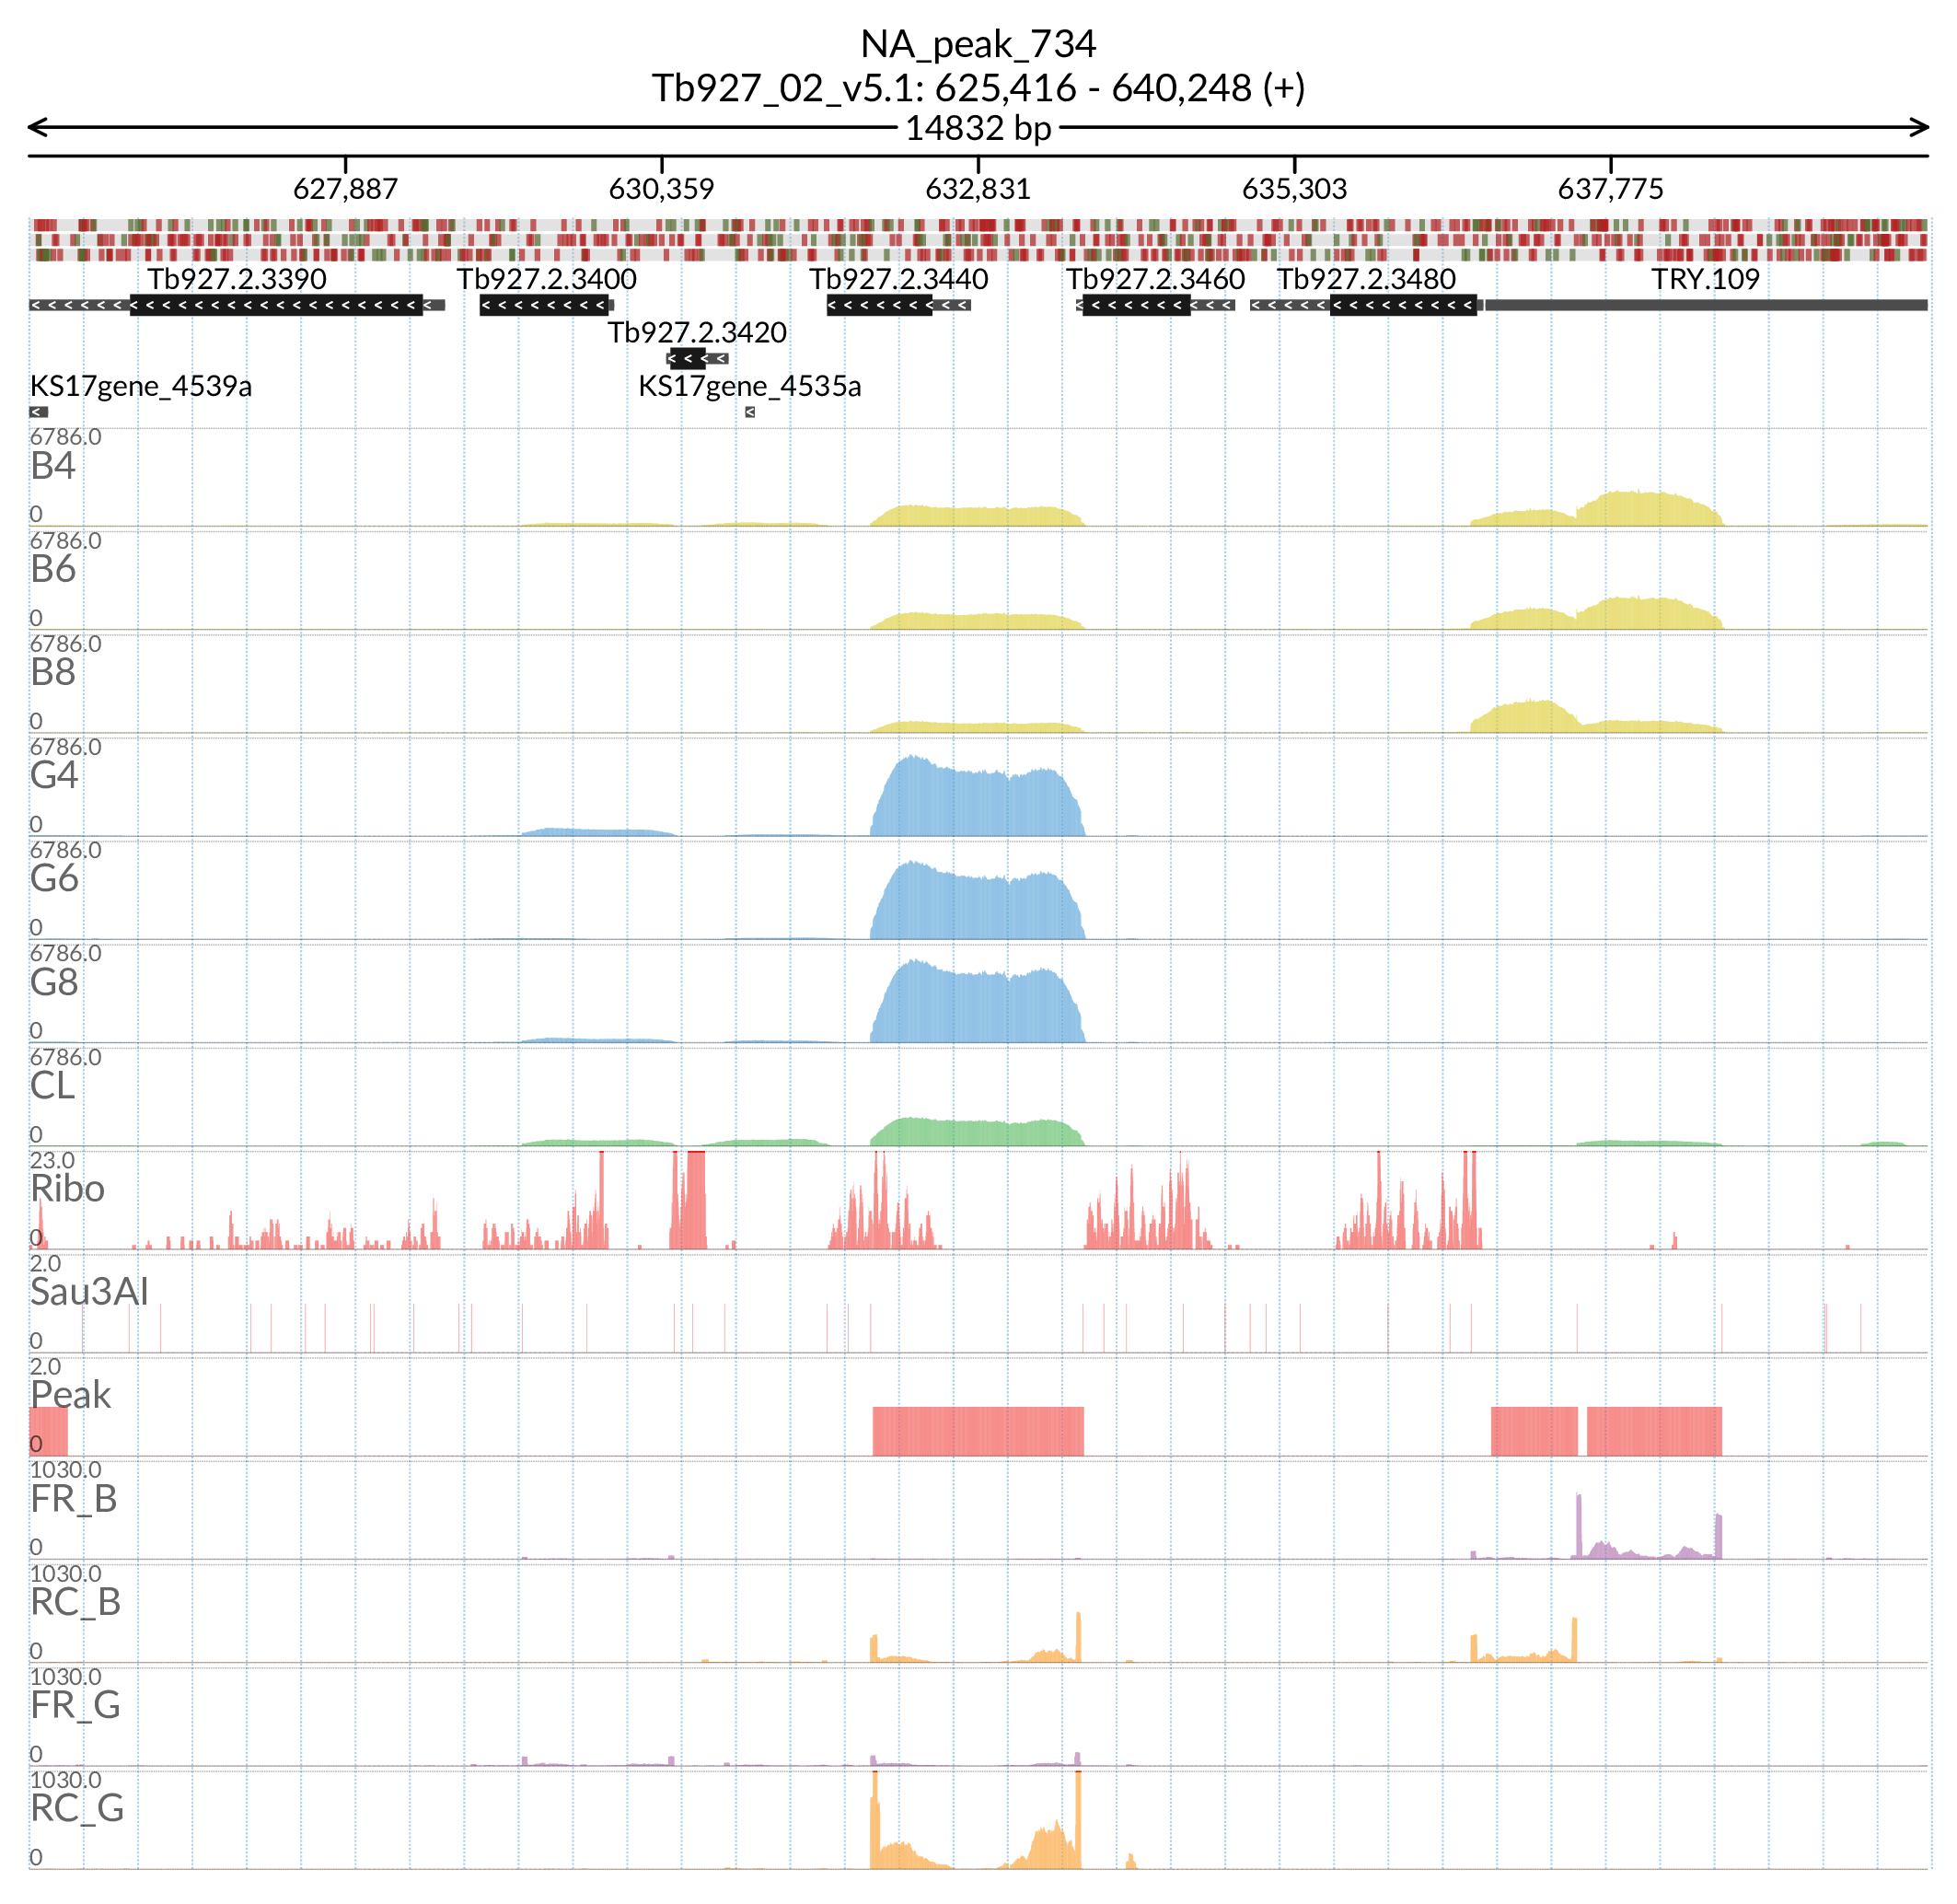 NA_peak_734
Tb927_02_v5.1: 625,416 - 640,248 (+)
14832 bp
627,887 630,359 632,831 635,303 637,775
Tb927.2.3390 Tb927.2.3400 Tb927.2.3440 Tb927.2.3460 Tb927.2.3480 TRY.109
Tb927.2.3420
KS17gene_4539a KS17gene_4535a
6786.0
B4
0
6786.0
B6
0
6786.0
B8
0
6786.0
G4
0
6786.0
G6
0
6786.0
G8
0
6786.0
CL
0
23.0
Ribo
0
2.0
Sau3AI
0
2.0
Peak
0
1030.0
FR_B
0
1030.0
RC_B
0
1030.0
FR_G
0
1030.0
RC_G
0